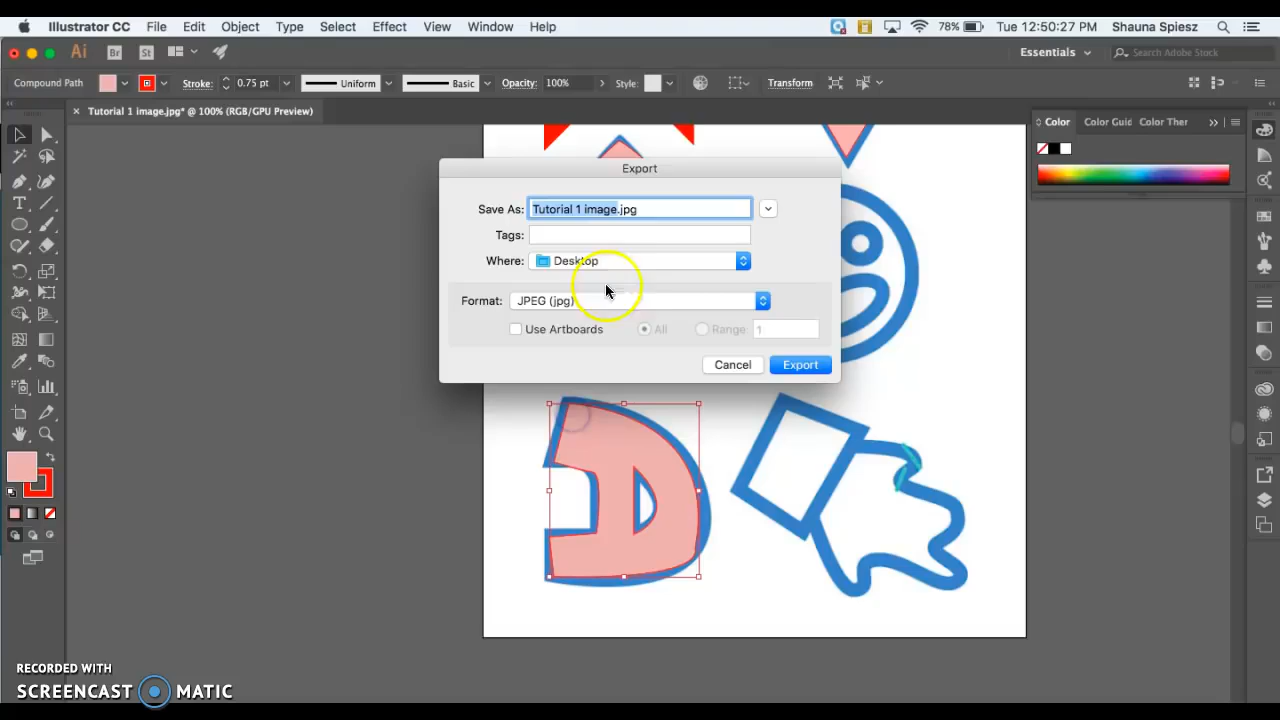 Illustrator CC File Edit Object Type Select Effect View Window Help 78% Tue 12:50:27 PM Shauna Spiesz
Ai Br St Essentials Search Adobe Stock
Compound Path Stroke: 0.75 pt Uniform Basic Opacity: 100% Style: Transform
Tutorial 1 image.jpg* @ 100% (RGB/GPU Preview)
Color Color Guid Color Ther
Export
Save As: Tutorial 1 image.jpg
Tags:
Where: Desktop
Format: JPEG (jpg)
Use Artboards All Range: 1
Cancel Export
D
RECORDED WITH
SCREENCAST MATIC